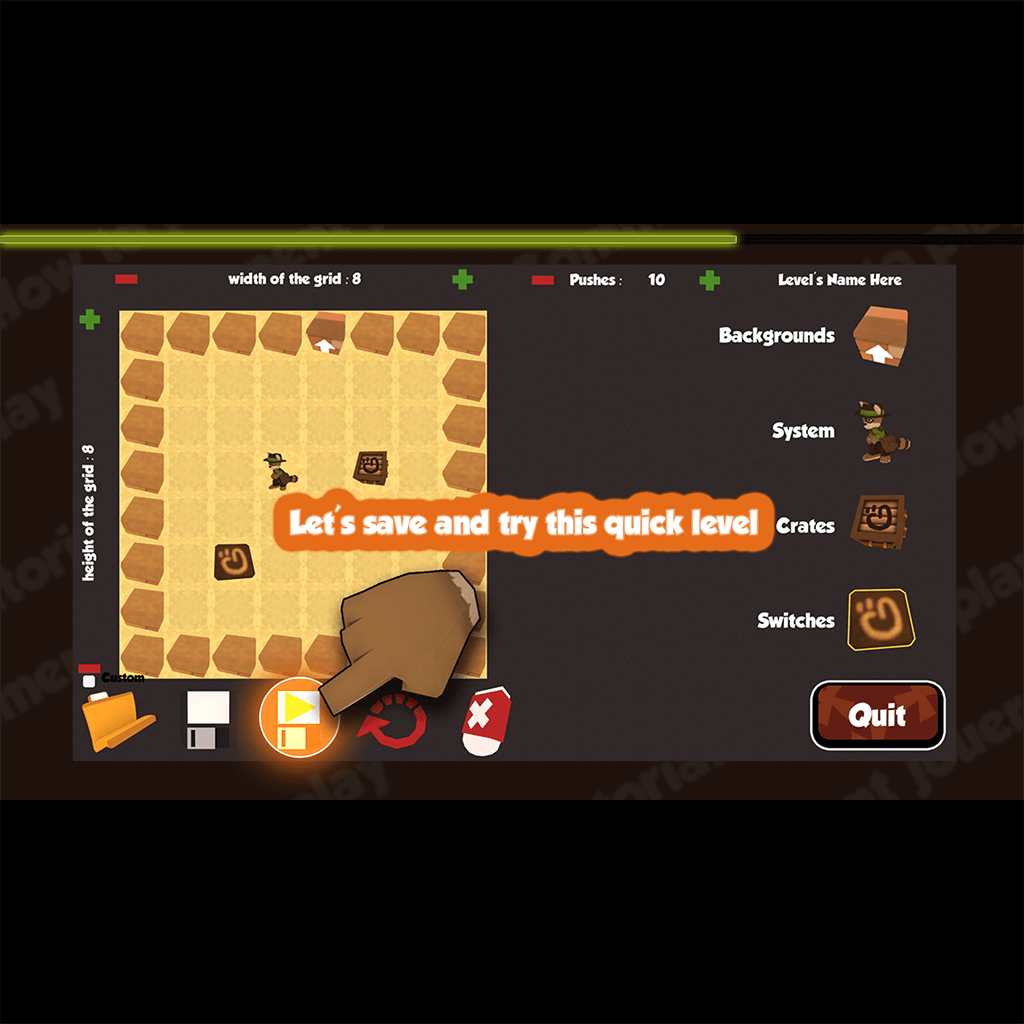 width of the grid : 8
Pushes : 10
Level's Name Here
Backgrounds
System
height of the grid : 8
Let's save and try this quick level
Crates
Switches
Custom
Quit